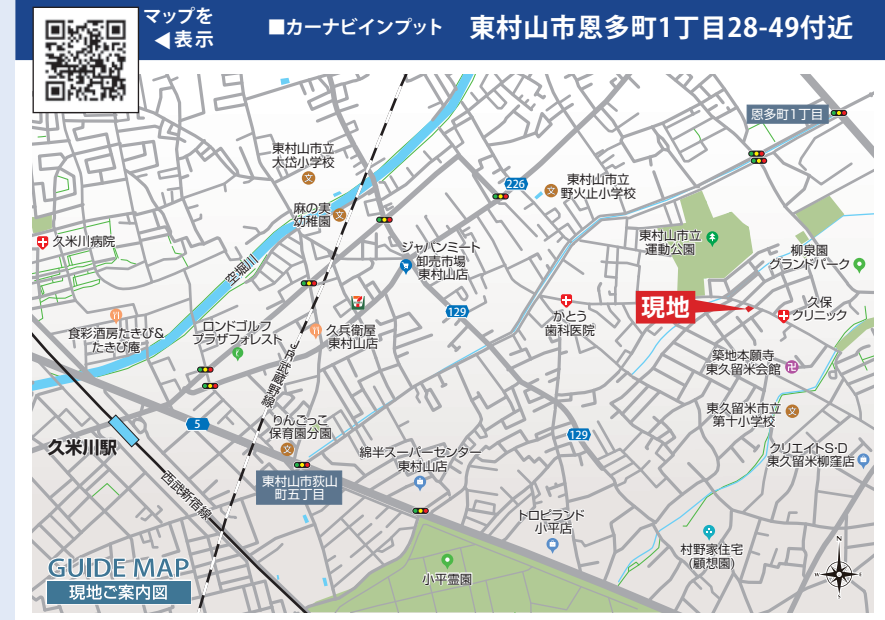 マップを
◀表示
■カーナビインプット 東村山市恩多町1丁目28-49付近
恩多町1丁目
東村山市立
大岱小学校
文
226
文
東村山市立
野火止小学校
麻の実
幼稚園
文
東村山市立
運動公園
久米川病院
空堀川
ジャパンミート
卸売市場
東村山店
柳泉園
グランドパーク
現地
久保
クリニック
7
129
かとう
歯科医院
食彩酒房たきび&
たきび庵
ロンドゴルフ
プラザフォレスト
久兵衛屋
東村山店
JR武蔵野線
築地本願寺
東久留米会館
卍
5
りんごっこ
保育園分園
文
129
東久留米市立
第十小学校
文
久米川駅
綿半スーパーセンター
東村山店
クリエイトS・D
東久留米柳窪店
西武新宿線
東村山市萩山
町五丁目
トロピランド
小平店
村野家住宅
(顧想園)
小平霊園
GUIDE MAP
現地ご案内図
N
W
E
S